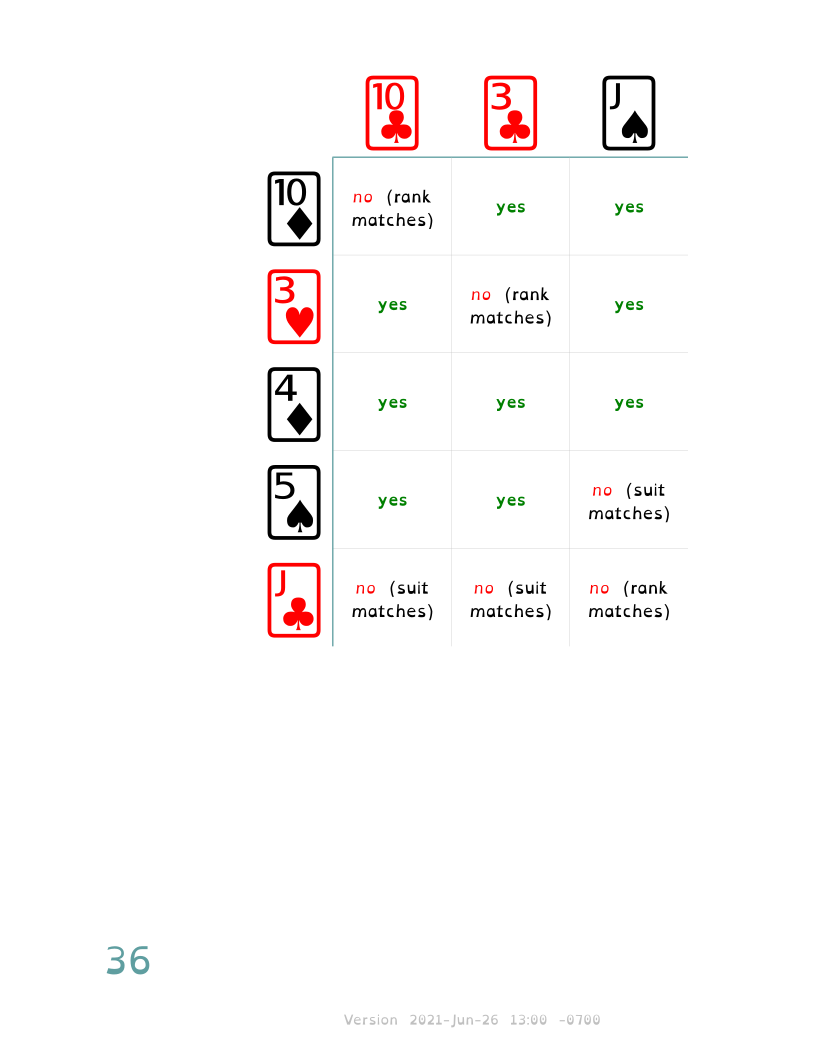 10 3 J
10
no (rank
matches)
yes
yes
3
yes
no (rank
matches)
yes
4
yes
yes
yes
5
yes
yes
no (suit
matches)
J
no (suit
matches)
no (suit
matches)
no (rank
matches)
36
Version 2021-Jun-26 13:00 -0700